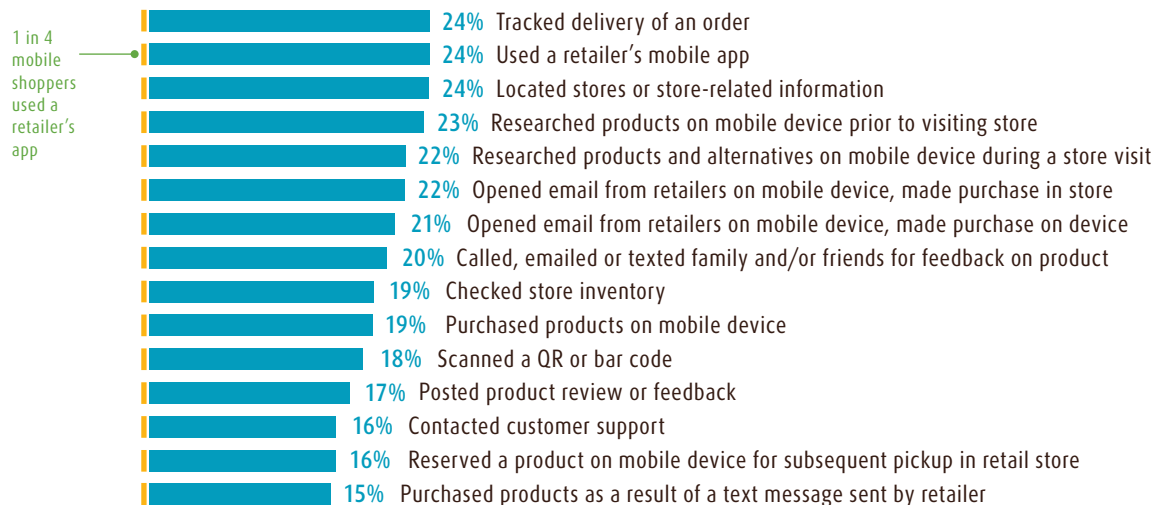 1 in 4
mobile
shoppers
used a
retailer's
app
24% Tracked delivery of an order
24% Used a retailer’s mobile app
24% Located stores or store-related information
23% Researched products on mobile device prior to visiting store
22% Researched products and alternatives on mobile device during a store visit
22% Opened email from retailers on mobile device, made purchase in store
21% Opened email from retailers on mobile device, made purchase on device
20% Called, emailed or texted family and/or friends for feedback on product
19% Checked store inventory
19% Purchased products on mobile device
18% Scanned a QR or bar code
17% Posted product review or feedback
16% Contacted customer support
16% Reserved a product on mobile device for subsequent pickup in retail store
15% Purchased products as a result of a text message sent by retailer